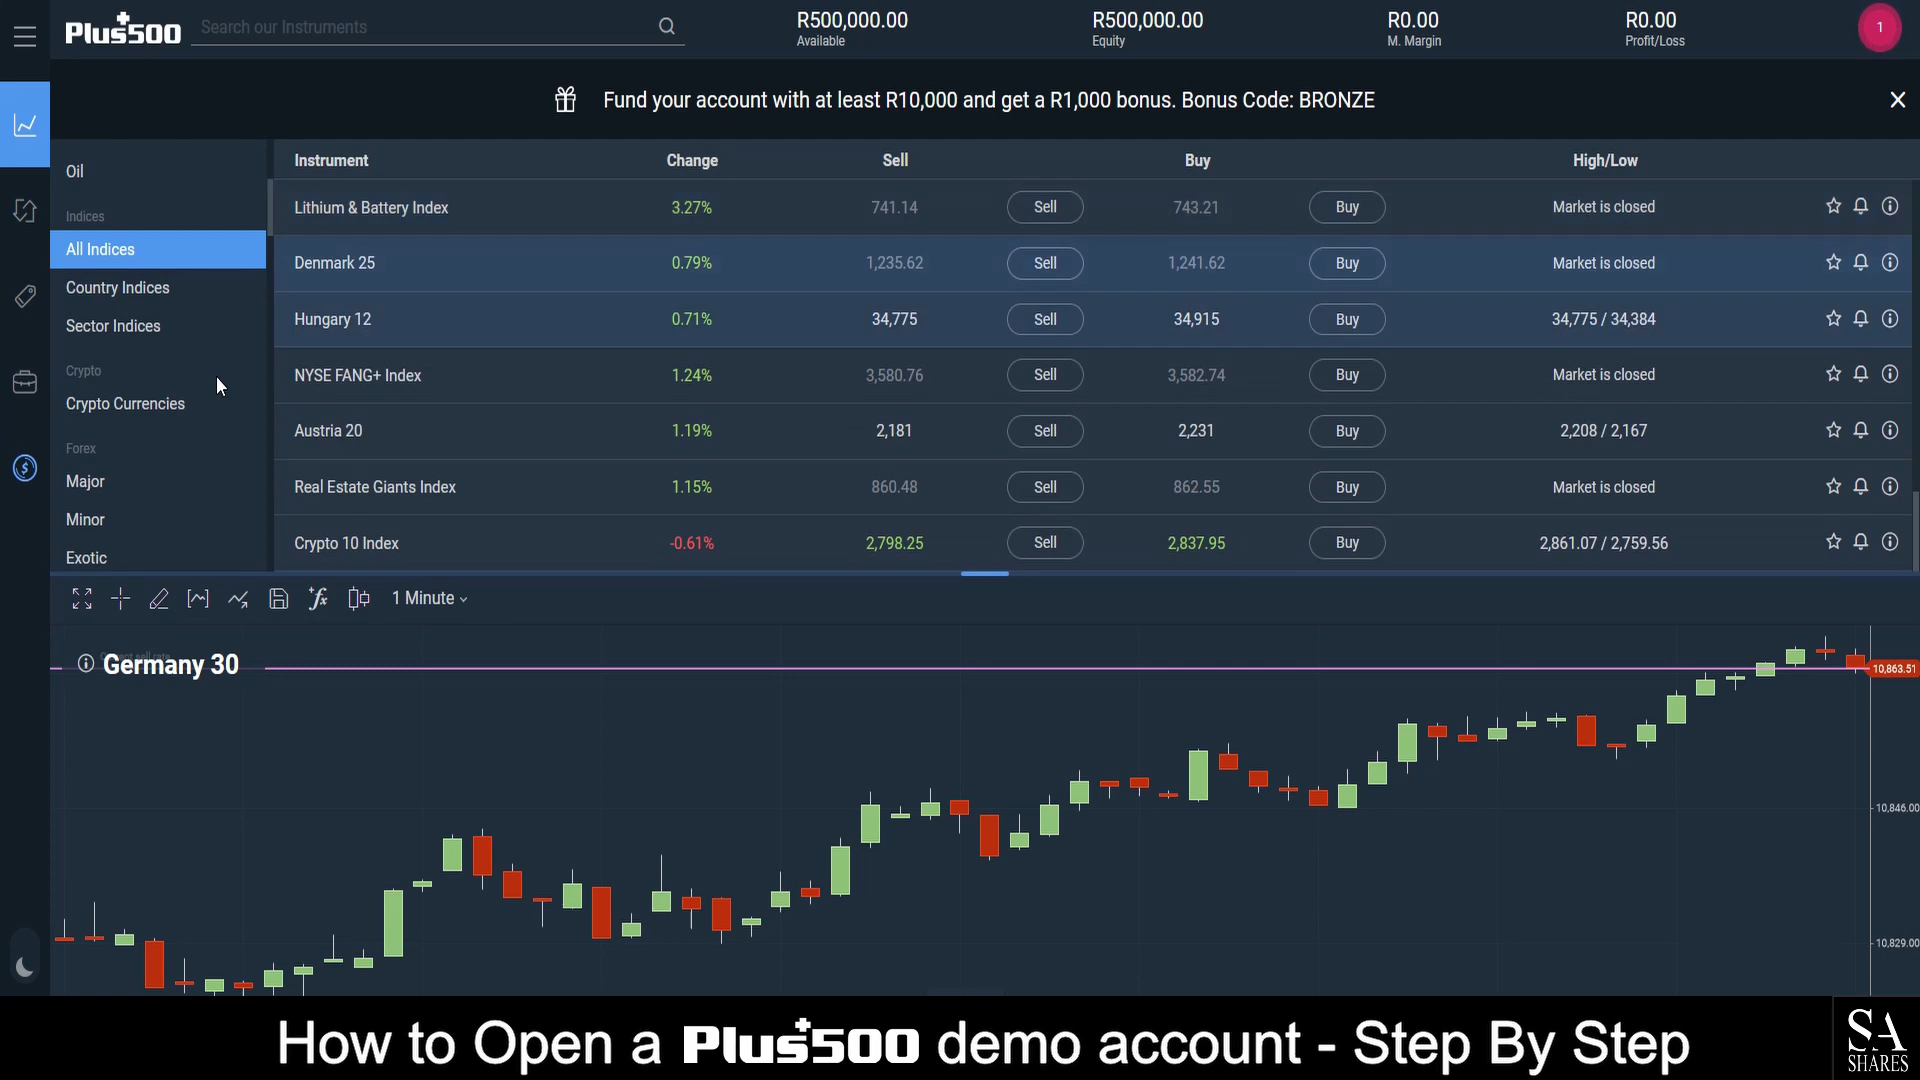 Plus500
Search our Instruments
R500,000.00
Available
R500,000.00
Equity
R0.00
M. Margin
R0.00
Profit/Loss
1
Fund your account with at least R10,000 and get a R1,000 bonus. Bonus Code: BRONZE
Oil
Indices
All Indices
Country Indices
Sector Indices
Crypto
Crypto Currencies
Forex
Major
Minor
Exotic
Instrument Change Sell Buy High/Low
Lithium & Battery Index 3.27% 741.14 Sell 743.21 Buy Market is closed
Denmark 25 0.79% 1,235.62 Sell 1,241.62 Buy Market is closed
Hungary 12 0.71% 34,775 Sell 34,915 Buy 34,775 / 34,384
NYSE FANG+ Index 1.24% 3,580.76 Sell 3,582.74 Buy Market is closed
Austria 20 1.19% 2,181 Sell 2,231 Buy 2,208 / 2,167
Real Estate Giants Index 1.15% 860.48 Sell 862.55 Buy Market is closed
Crypto 10 Index -0.61% 2,798.25 Sell 2,837.95 Buy 2,861.07 / 2,759.56
1 Minute
sell rate
Germany 30
10,863.51
10,846.00
10,829.00
How to Open a Plus500 demo account - Step By Step
SA
SHARES